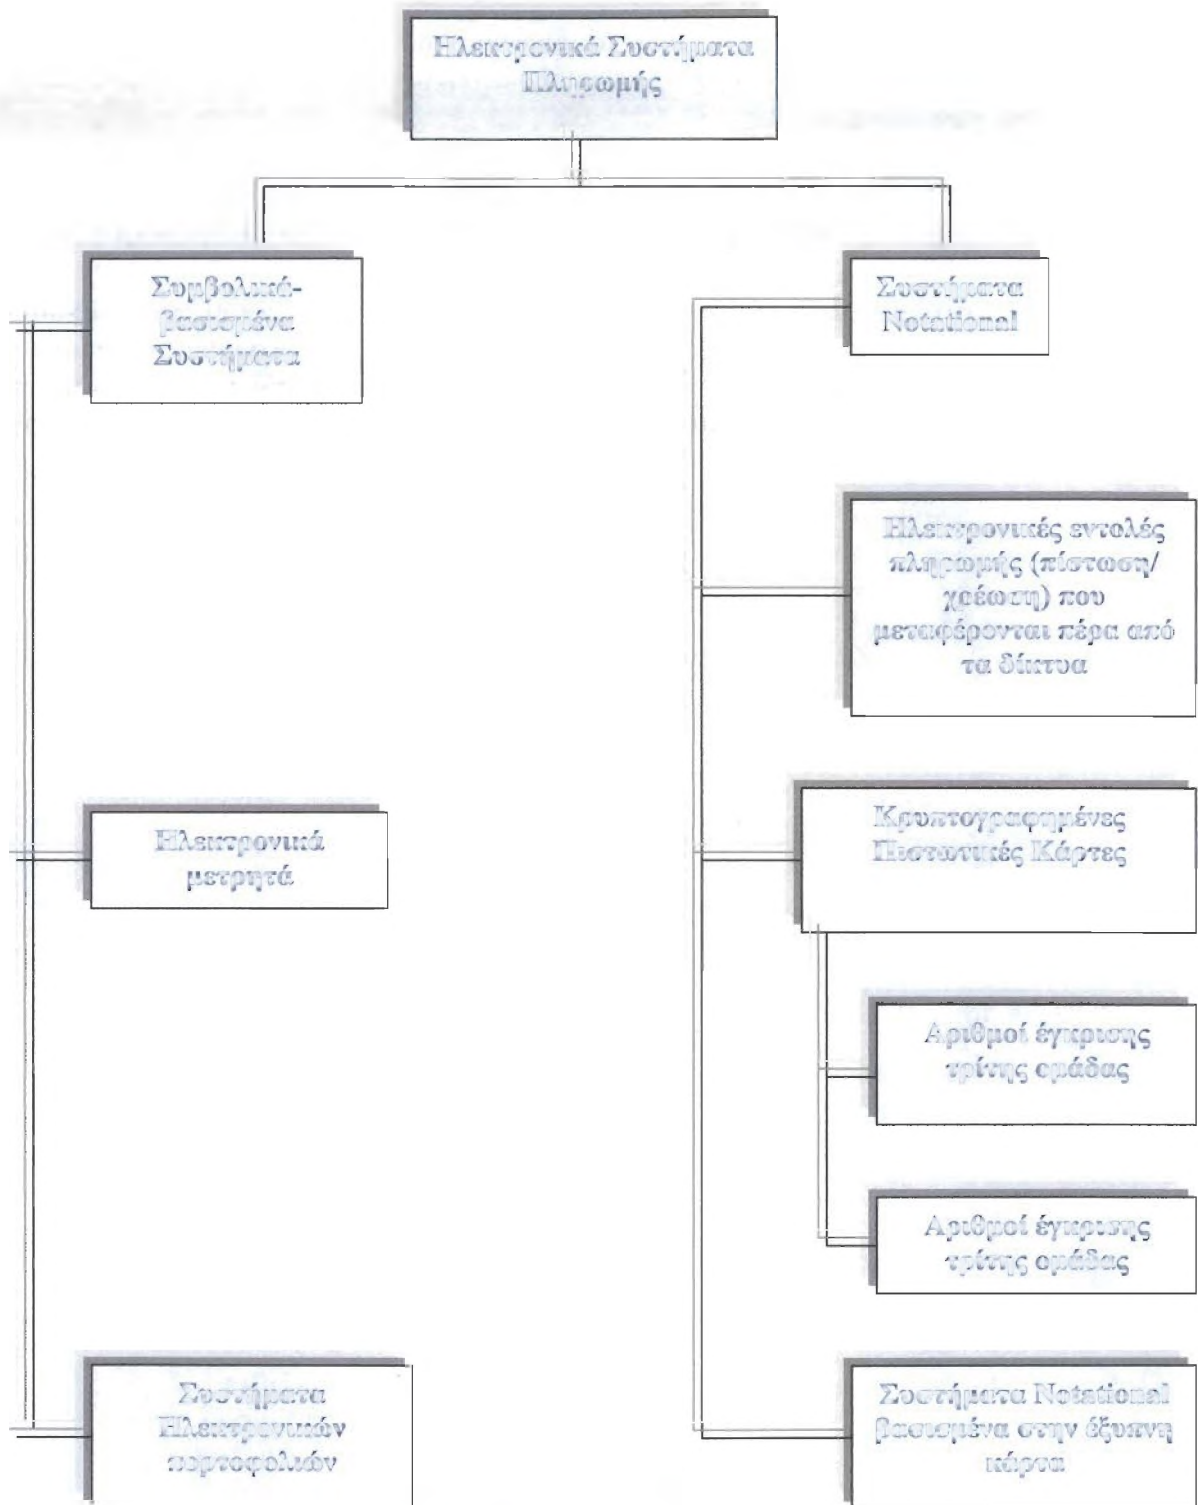 Ηλεκτρονικά Συστήματα
Πληρωμής
Συμβολικά-
βασισμένα
Συστήματα
Συστήματα
Notational
Ηλεκτρονικές εντολές
πληρωμής (πίστωση/
χρέωση) που
μεταφέρονται πέρα από
τα δίκτυα
Ηλεκτρονικά
μετρητά
Κρυπτογραφημένες
Πιστωτικές Κάρτες
Αριθμοί έγκρισης
τρίτης ομάδας
Αριθμοί έγκρισης
τρίτης ομάδας
Συστήματα
Ηλεκτρονικών
πορτοφολιών
Συστήματα Notational
βασισμένα στην έξυπνη
κάρτα